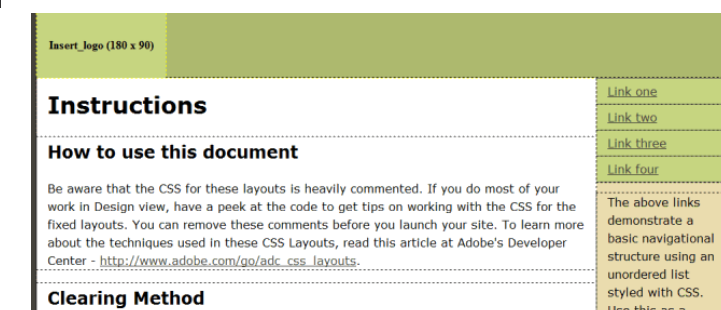 Insert_logo (180 x 90)
Instructions
How to use this document
Be aware that the CSS for these layouts is heavily commented. If you do most of your
work in Design view, have a peek at the code to get tips on working with the CSS for the
fixed layouts. You can remove these comments before you launch your site. To learn more
about the techniques used in these CSS Layouts, read this article at Adobe's Developer
Center - http://www.adobe.com/go/adc_css_layouts.
Clearing Method
Link one
Link two
Link three
Link four
The above links
demonstrate a
basic navigational
structure using an
unordered list
styled with CSS.
Use this as a